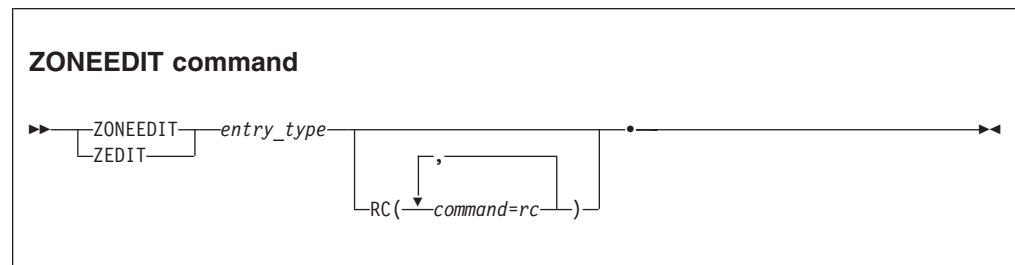 ZONEEDIT command
►►──ZONEEDIT──entry_type──•──►◄
ZEDIT ,
RC(──command=rc──)